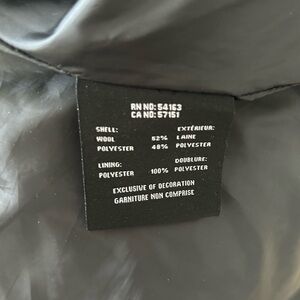 RN NO: 54163
CA NO: 57151
SHELL: EXTÉRIEUR:
WOOL 52% LAINE
POLYESTER 48% POLYESTER
LINING: DOUBLURE:
POLYESTER 100% POLYESTER
EXCLUSIVE OF DECORATION
GARNITURE NON COMPRISE